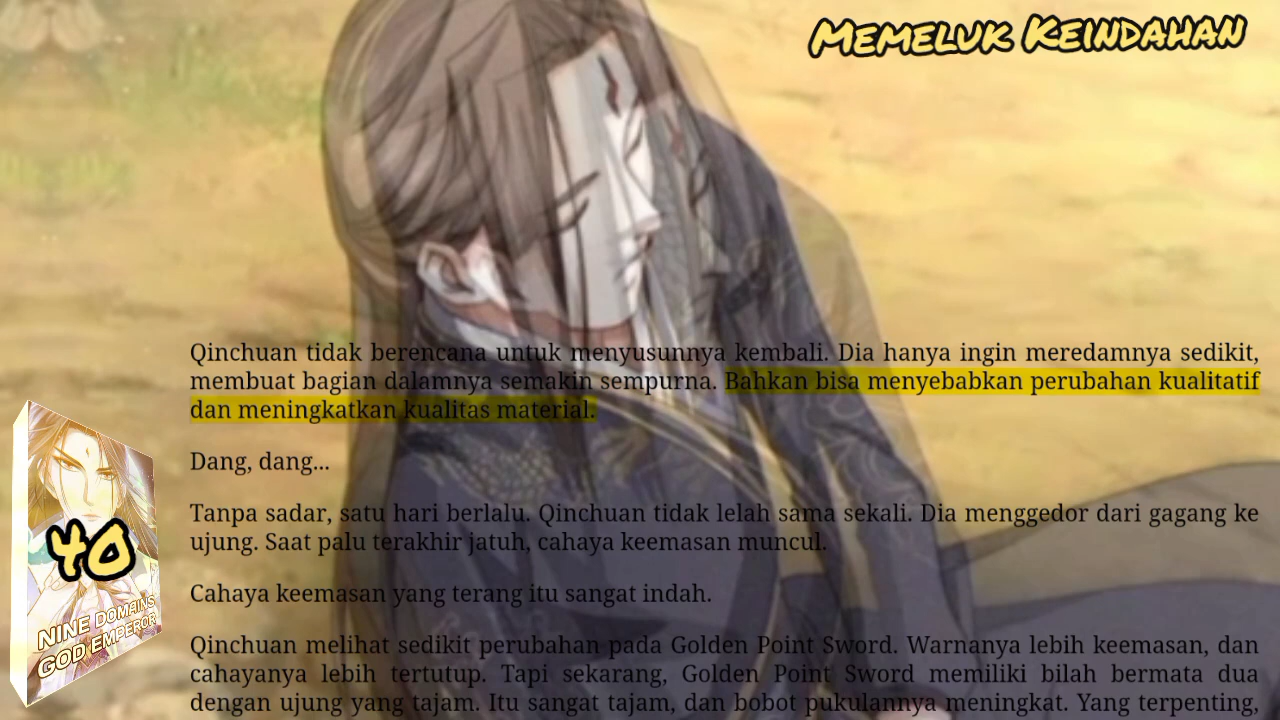 Memeluk Keindahan
Qinchuan tidak berencana untuk menyusunnya kembali. Dia hanya ingin meredamnya sedikit,
membuat bagian dalamnya semakin sempurna. Bahkan bisa menyebabkan perubahan kualitatif
dan meningkatkan kualitas material.
Dang, dang...
Tanpa sadar, satu hari berlalu. Qinchuan tidak lelah sama sekali. Dia menggedor dari gagang ke
ujung. Saat palu terakhir jatuh, cahaya keemasan muncul.
Cahaya keemasan yang terang itu sangat indah.
Qinchuan melihat sedikit perubahan pada Golden Point Sword. Warnanya lebih keemasan, dan
cahayanya lebih tertutup. Tapi sekarang, Golden Point Sword memiliki bilah bermata dua
dengan ujung yang tajam. Itu sangat tajam, dan bobot pukulannya meningkat. Yang terpenting,
40
NINE DOMAINS
GOD EMPEROR